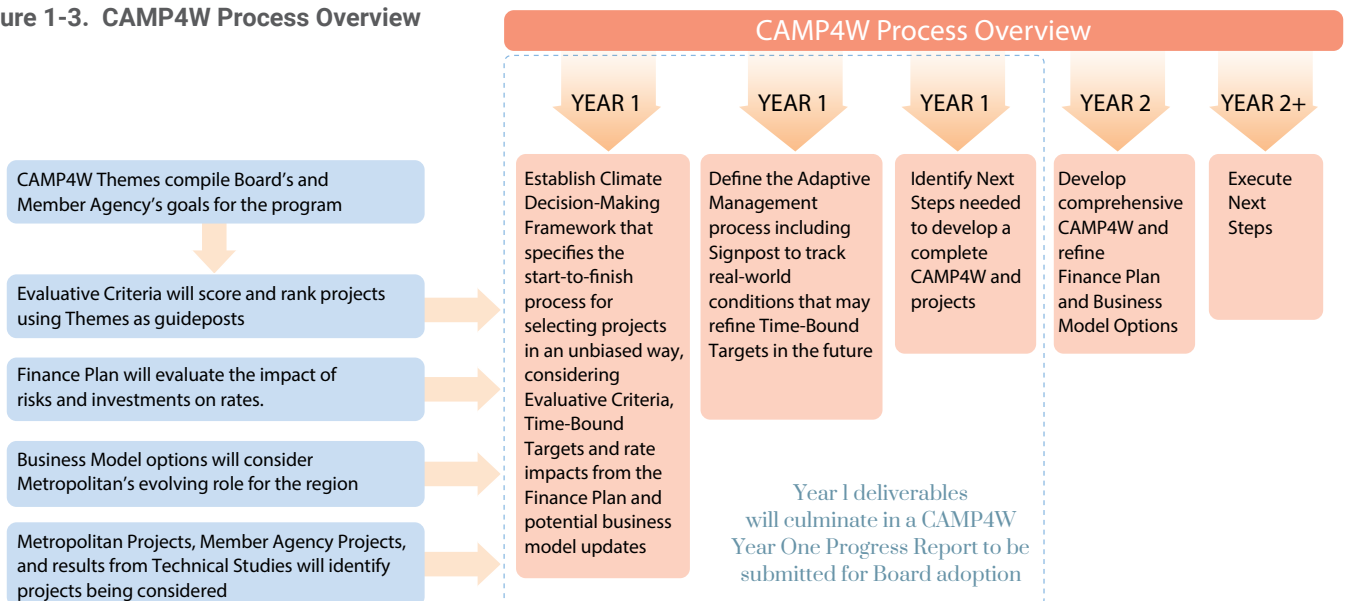 ure 1-3. CAMP4W Process Overview
CAMP4W Process Overview
CAMP4W Themes compile Board's and
Member Agency's goals for the program
Evaluative Criteria will score and rank projects
using Themes as guideposts
Finance Plan will evaluate the impact of
risks and investments on rates.
Business Model options will consider
Metropolitan's evolving role for the region
Metropolitan Projects, Member Agency Projects,
and results from Technical Studies will identify
projects being considered
YEAR 1
Establish Climate
Decision-Making
Framework that
specifies the
start-to-finish
process for
selecting projects
in an unbiased way,
considering
Evaluative Criteria,
Time-Bound
Targets and rate
impacts from the
Finance Plan and
potential business
model updates
YEAR 1
Define the Adaptive
Management
process including
Signpost to track
real-world
conditions that may
refine Time-Bound
Targets in the future
YEAR 1
Identify Next
Steps needed
to develop a
complete
CAMP4W and
projects
Year 1 deliverables
will culminate in a CAMP4W
Year One Progress Report to be
submitted for Board adoption
YEAR 2
Develop
comprehensive
CAMP4W and
refine
Finance Plan
and Business
Model Options
YEAR 2+
Execute
Next
Steps